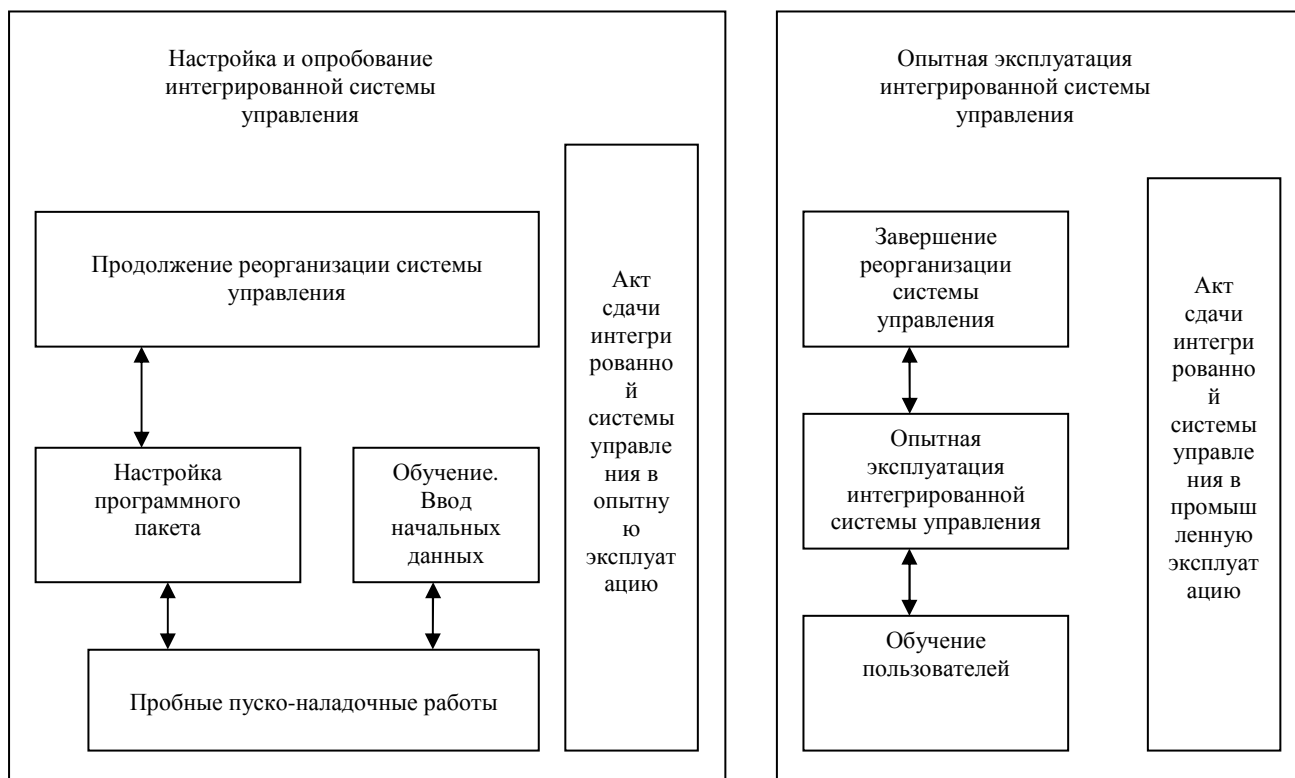 Настройка и опробование
интегрированной системы
управления
Продолжение реорганизации системы
управления
Настройка
программного
пакета
Обучение.
Ввод
начальных
данных
Пробные пуско-наладочные работы
Акт
сдачи
интегри
рованно
й
системы
управле
ния в
опытну
ю
эксплуат
ацию
Опытная эксплуатация
интегрированной системы
управления
Завершение
реорганизации
системы
управления
Опытная
эксплуатация
интегрированной
системы управления
Обучение
пользователей
Акт
сдачи
интегри
рованно
й
системы
управле
ния в
промыш
ленную
эксплуат
ацию